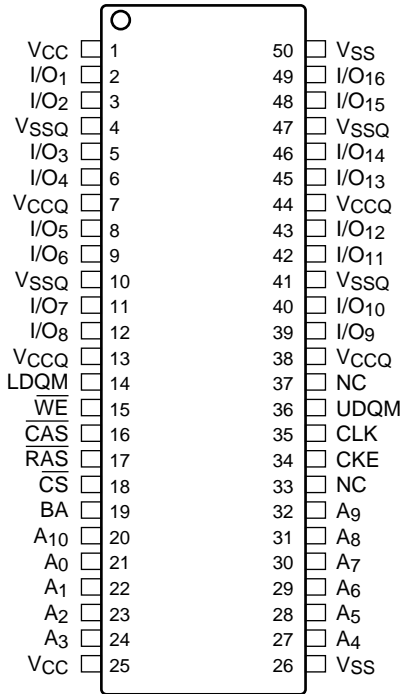 VCC 1 50 VSS
I/O1 2 49 I/O16
I/O2 3 48 I/O15
VSSQ 4 47 VSSQ
I/O3 5 46 I/O14
I/O4 6 45 I/O13
VCCQ 7 44 VCCQ
I/O5 8 43 I/O12
I/O6 9 42 I/O11
VSSQ 10 41 VSSQ
I/O7 11 40 I/O10
I/O8 12 39 I/O9
VCCQ 13 38 VCCQ
LDQM 14 37 NC
W̅E̅ 15 36 UDQM
C̅A̅S̅ 16 35 CLK
R̅A̅S̅ 17 34 CKE
C̅S̅ 18 33 NC
BA 19 32 A9
A10 20 31 A8
A0 21 30 A7
A1 22 29 A6
A2 23 28 A5
A3 24 27 A4
VCC 25 26 VSS